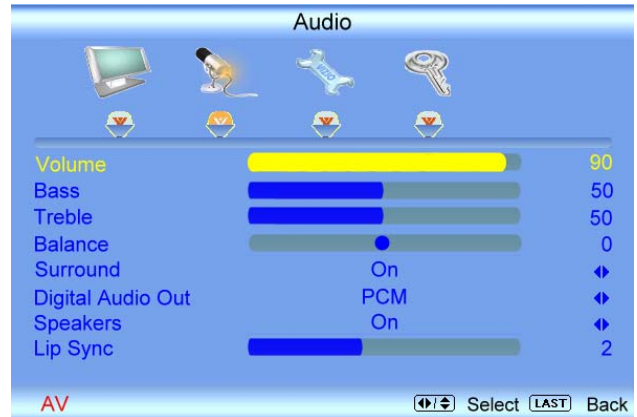 Audio
VIZIO
Volume 90
Bass 50
Treble 50
Balance 0
Surround On
Digital Audio Out PCM
Speakers On
Lip Sync 2
AV Select LAST Back